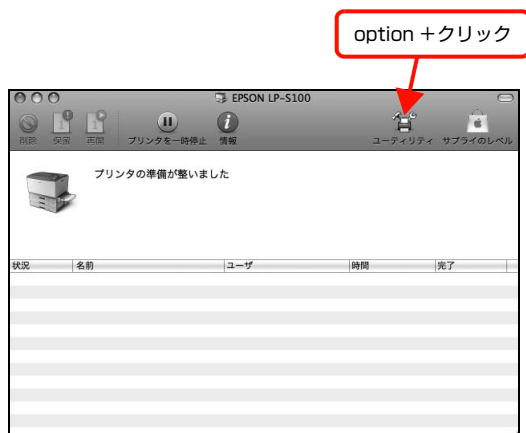 option +クリック
EPSON LP-S100
削除 保留 再開 プリンタを一時停止 情報 ユーティリティ サプライのレベル
プリンタの準備が整いました
状況 名前 ユーザ 時間 完了